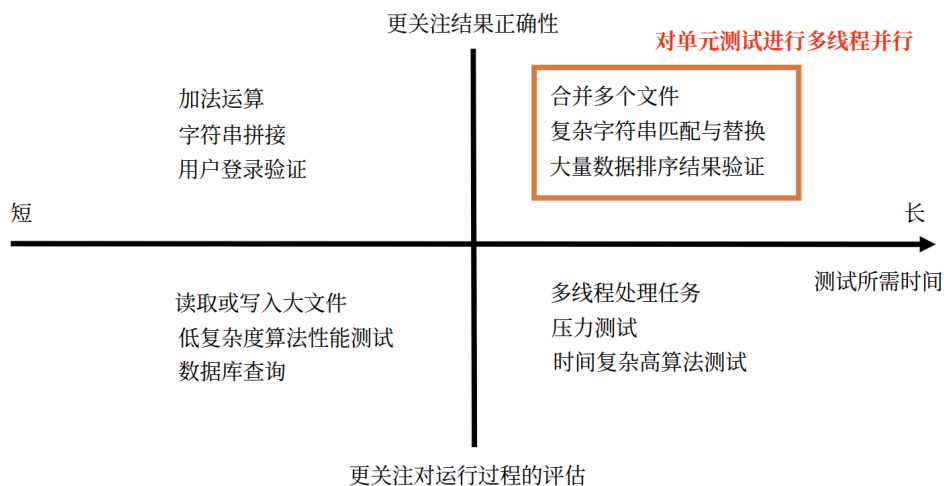 更关注结果正确性
对单元测试进行多线程并行
加法运算
字符串拼接
用户登录验证
合并多个文件
复杂字符串匹配与替换
大量数据排序结果验证
短
长
测试所需时间
读取或写入大文件
低复杂度算法性能测试
数据库查询
多线程处理任务
压力测试
时间复杂高算法测试
更关注对运行过程的评估